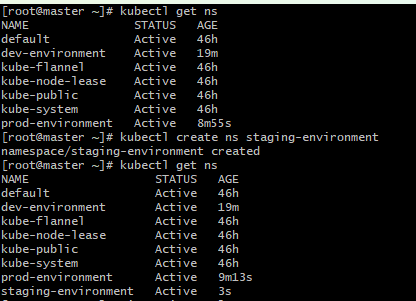 [root@master ~]# kubectl get ns
NAME STATUS AGE
default Active 46h
dev-environment Active 19m
kube-flannel Active 46h
kube-node-lease Active 46h
kube-public Active 46h
kube-system Active 46h
prod-environment Active 8m55s
[root@master ~]# kubectl create ns staging-environment
namespace/staging-environment created
[root@master ~]# kubectl get ns
NAME STATUS AGE
default Active 46h
dev-environment Active 19m
kube-flannel Active 46h
kube-node-lease Active 46h
kube-public Active 46h
kube-system Active 46h
prod-environment Active 9m13s
staging-environment Active 3s